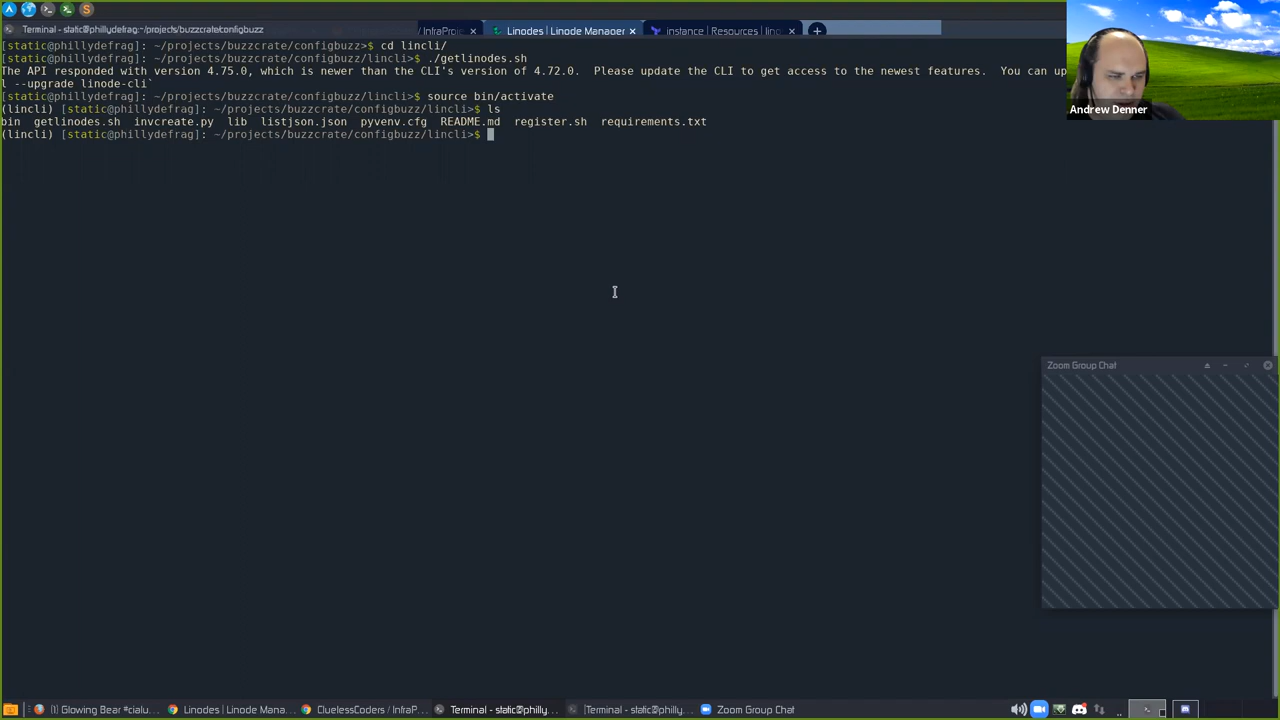 Terminal - static@phillydefrag:~/projects/buzzcrate/configbuzz
/ InfraProj
Linodes | Linode Manager
instance | Resources | lino
[static@phillydefrag]: ~/projects/buzzcrate/configbuzz>$ cd lincli/
[static@phillydefrag]: ~/projects/buzzcrate/configbuzz/lincli>$ ./getlinodes.sh
The API responded with version 4.75.0, which is newer than the CLI's version of 4.72.0.  Please update the CLI to get access to the newest features.  You can up
l --upgrade linode-cli`
[static@phillydefrag]: ~/projects/buzzcrate/configbuzz/lincli>$ source bin/activate
(lincli) [static@phillydefrag]: ~/projects/buzzcrate/configbuzz/lincli>$ ls
bin  getlinodes.sh  invcreate.py  lib  listjson.json  pyvenv.cfg  README.md  register.sh  requirements.txt
(lincli) [static@phillydefrag]: ~/projects/buzzcrate/configbuzz/lincli>$
Andrew Denner
Zoom Group Chat
(1) Glowing Bear #cialu...
Linodes | Linode Mana...
CluelessCoders / InfraP...
Terminal - static@philly...
[Terminal - static@philly...
Zoom Group Chat